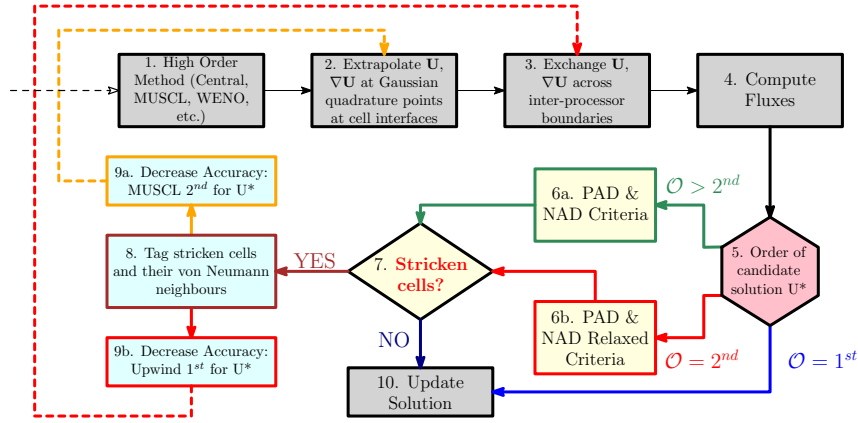 1. High Order
Method (Central,
MUSCL, WENO,
etc.)
2. Extrapolate U,
∇U at Gaussian
quadrature points
at cell interfaces
3. Exchange U,
∇U across
inter-processor
boundaries
4. Compute
Fluxes
9a. Decrease Accuracy:
MUSCL 2nd for U*
6a. PAD &
NAD Criteria
O > 2nd
8. Tag stricken cells
and their von Neumann
neighbours
YES
7. Stricken
cells?
5. Order of
candidate
solution U*
6b. PAD &
NAD Relaxed
Criteria
O = 2nd
9b. Decrease Accuracy:
Upwind 1st for U*
NO
O = 1st
10. Update
Solution